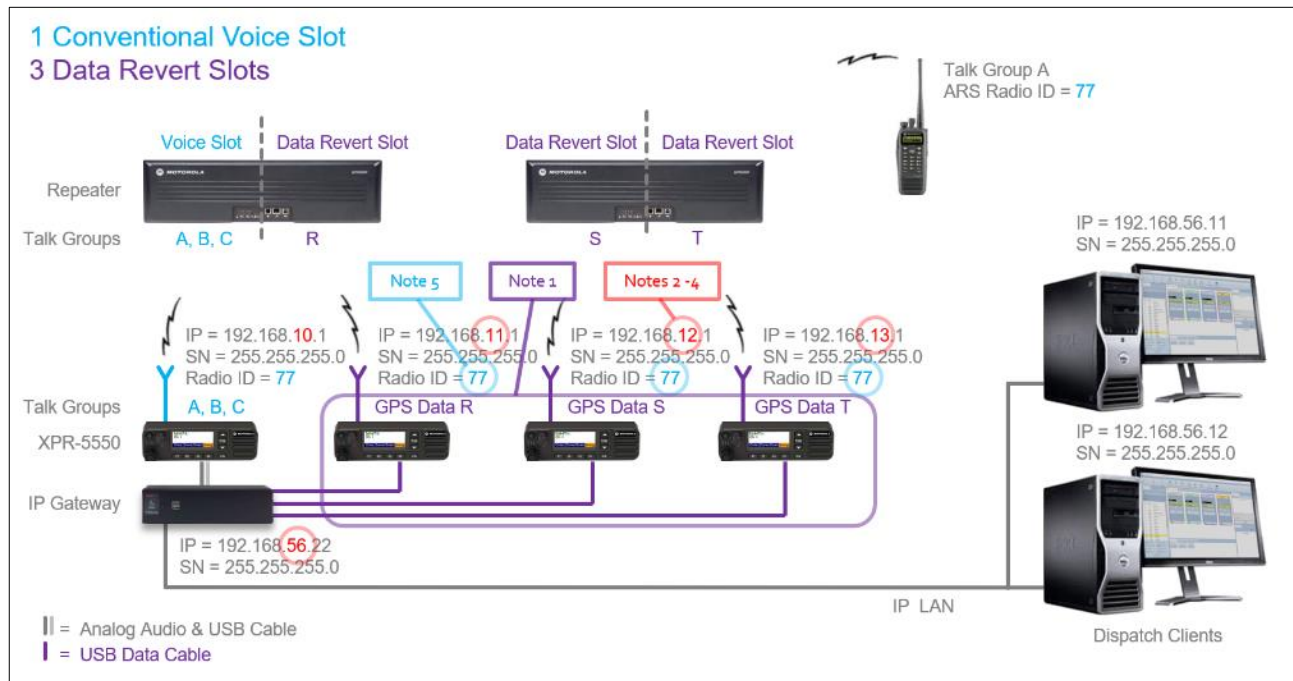 1 Conventional Voice Slot
3 Data Revert Slots
Talk Group A
ARS Radio ID = 77
Voice Slot
Data Revert Slot
Data Revert Slot
Data Revert Slot
Repeater
MOTOROLA
MOTOROLA
Talk Groups
A, B, C
R
S
T
IP = 192.168.56.11
SN = 255.255.255.0
Note 5
Note 1
Notes 2 -4
IP = 192.168.10.1
SN = 255.255.255.0
Radio ID = 77
IP = 192.168.11.1
SN = 255.255.255.0
Radio ID = 77
IP = 192.168.12.1
SN = 255.255.255.0
Radio ID = 77
IP = 192.168.13.1
SN = 255.255.255.0
Radio ID = 77
Talk Groups
A, B, C
GPS Data R
GPS Data S
GPS Data T
XPR-5550
IP = 192.168.56.12
SN = 255.255.255.0
IP Gateway
IP = 192.168.56.22
SN = 255.255.255.0
IP LAN
Dispatch Clients
= Analog Audio & USB Cable
= USB Data Cable